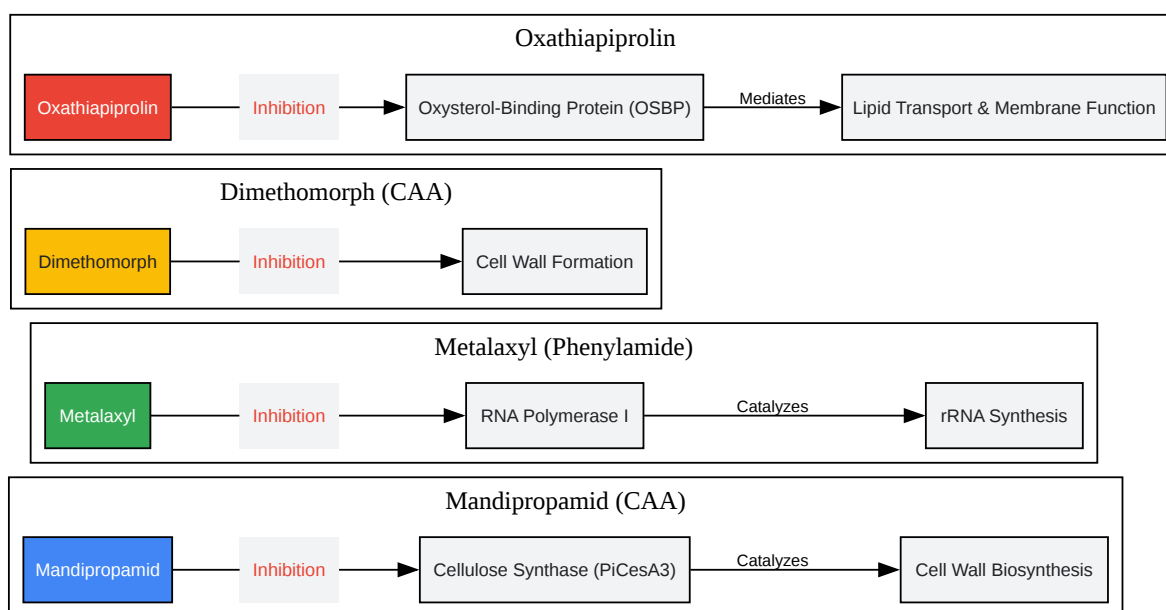 Oxathiapiprolin
Oxathiapiprolin
Inhibition
Oxysterol-Binding Protein (OSBP)
Mediates
Lipid Transport & Membrane Function
Dimethomorph (CAA)
Dimethomorph
Inhibition
Cell Wall Formation
Metalaxyl (Phenylamide)
Metalaxyl
Inhibition
RNA Polymerase I
Catalyzes
rRNA Synthesis
Mandipropamid (CAA)
Mandipropamid
Inhibition
Cellulose Synthase (PiCesA3)
Catalyzes
Cell Wall Biosynthesis